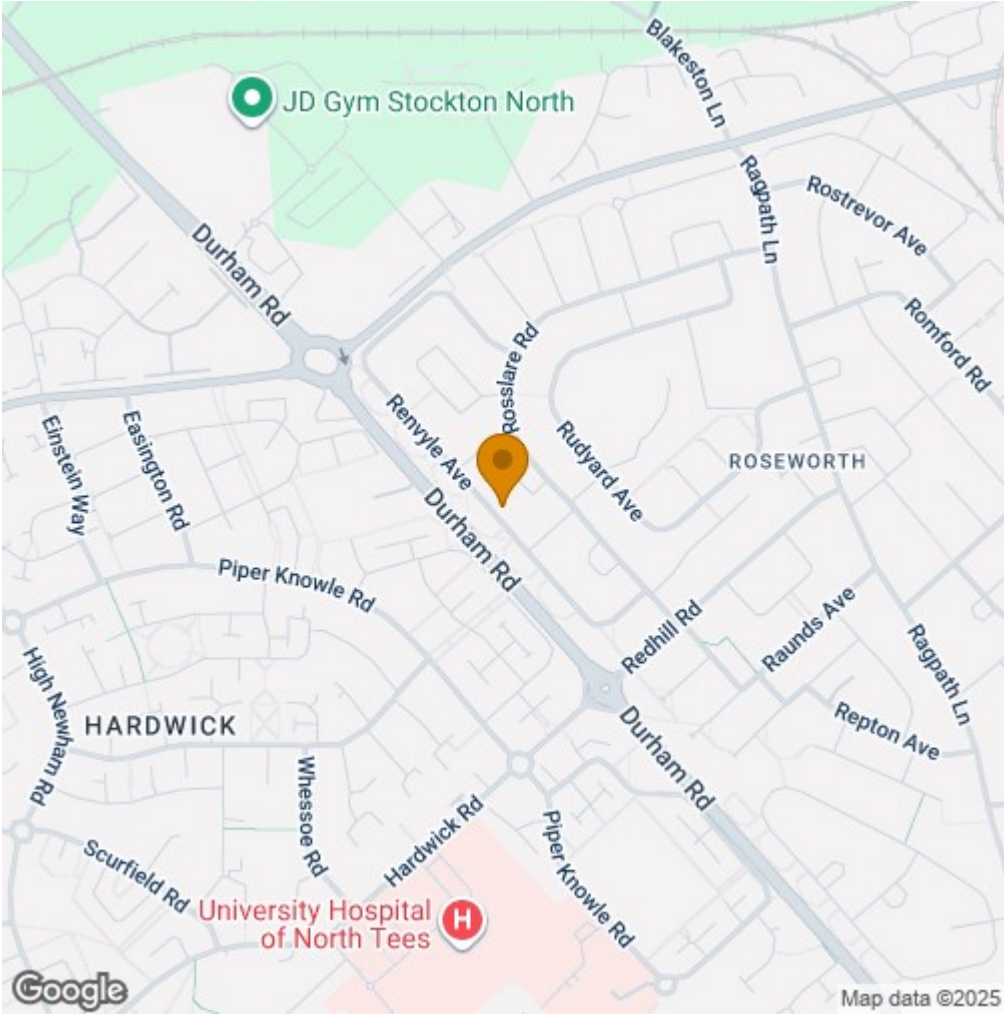 Blakeston Ln
JD Gym Stockton North
Ragpath Ln
Rostrevor Ave
Durham Rd
Romford Rd
Rosslare Rd
Renvyle Ave
Rudyard Ave
Einstein Way
Easington Rd
ROSEWORTH
Durham Rd
Piper Knowle Rd
Redhill Rd
Raunds Ave
Ragpath Ln
High Newham Rd
HARDWICK
Repton Ave
Durham Rd
Whessoe Rd
Hardwick Rd
Piper Knowle Rd
Scurfield Rd
University Hospital
of North Tees
H
Google
Map data ©2025